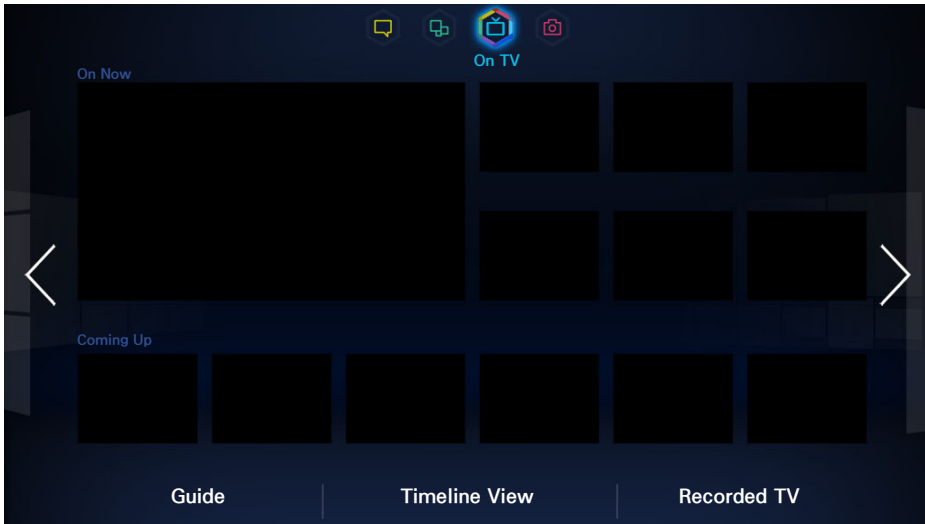 On TV
On Now
Coming Up
Guide
Timeline View
Recorded TV